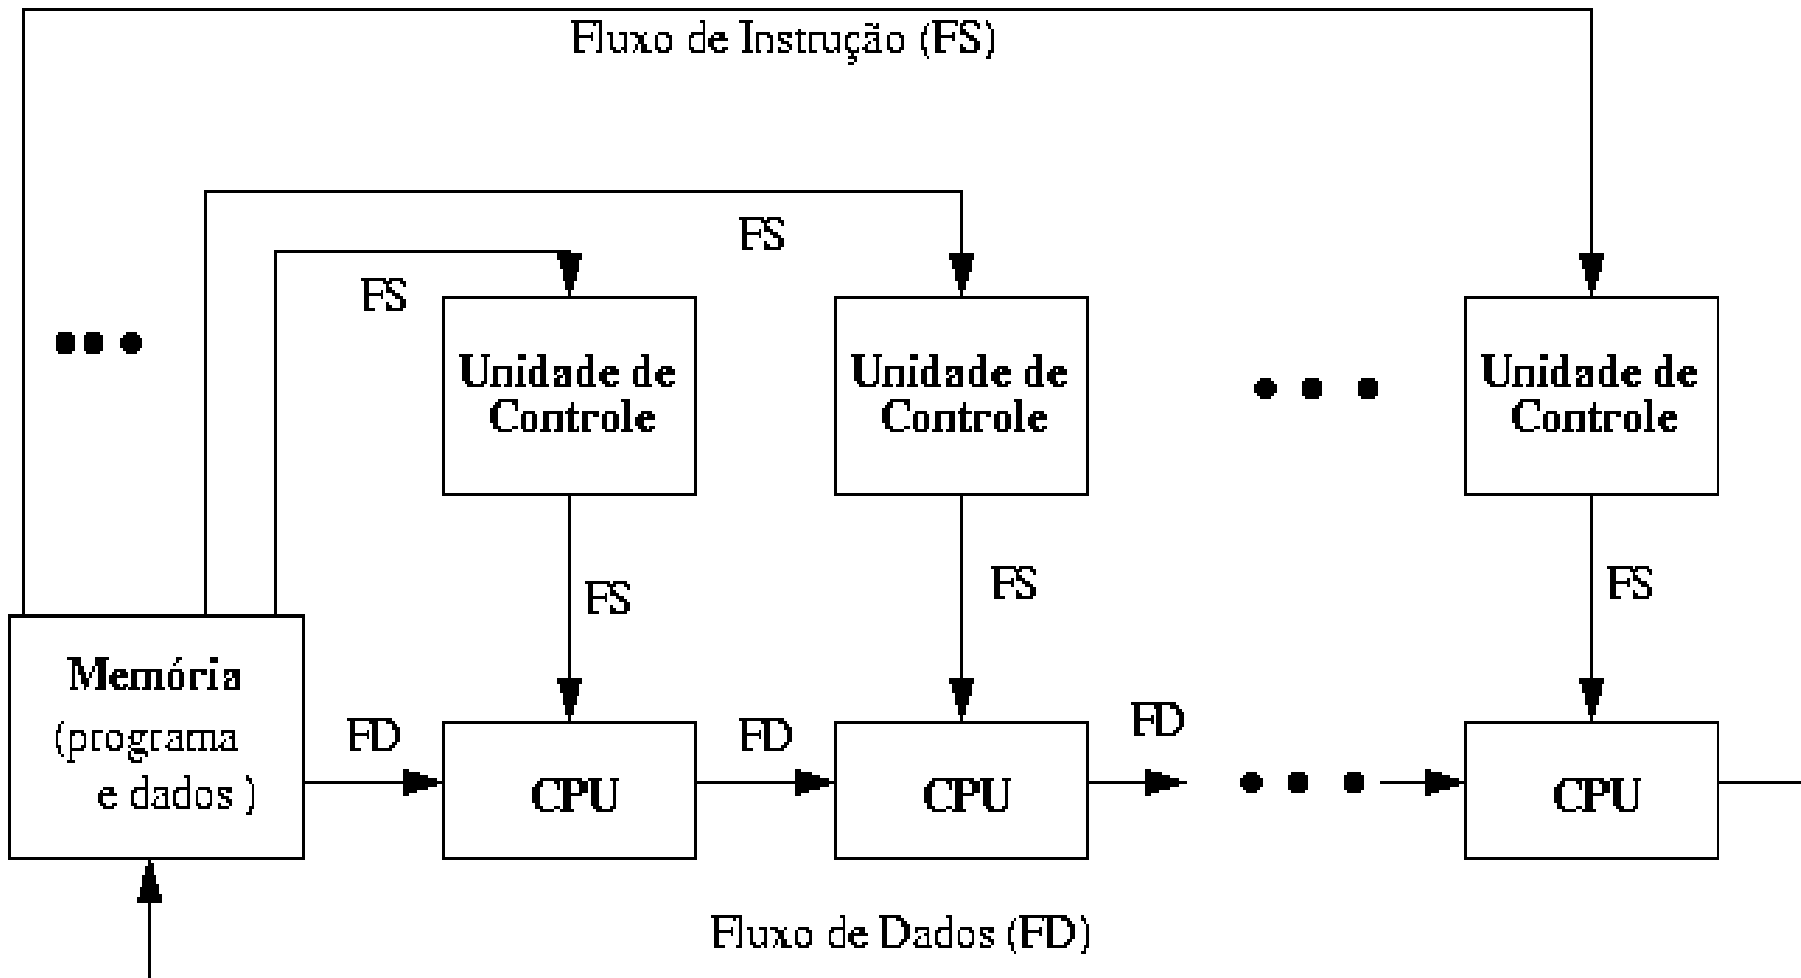 Fluxo de Instrução (FS)
FS
FS
Unidade de
Controle
Unidade de
Controle
Unidade de
Controle
FS
FS
FS
Memória
(programa
e dados )
FD
FD
FD
CPU
CPU
CPU
Fluxo de Dados (FD)